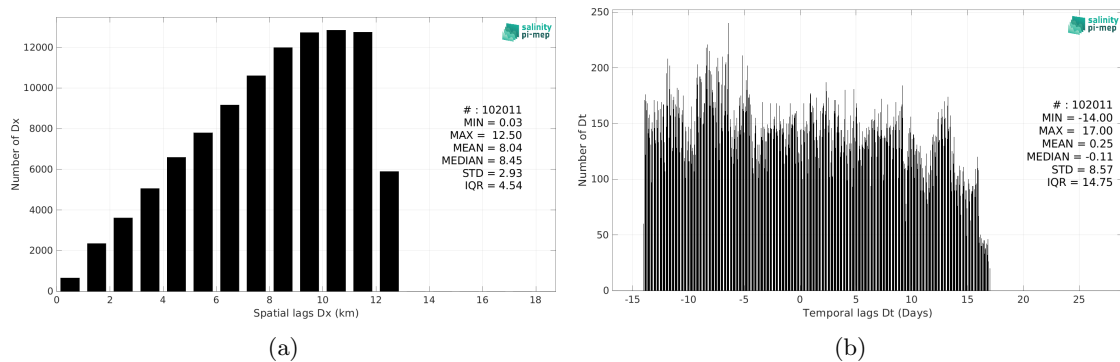 salinity
pi-mep
12000
10000
8000
6000
4000
2000
0
Number of Dx
# : 102011
MIN = 0.03
MAX = 12.50
MEAN = 8.04
MEDIAN = 8.45
STD = 2.93
IQR = 4.54
0 2 4 6 8 10 12 14 16 18
Spatial lags Dx (km)
(a)
salinity
pi-mep
250
200
150
100
50
0
Number of Dt
# : 102011
MIN = -14.00
MAX = 17.00
MEAN = 0.25
MEDIAN = -0.11
STD = 8.57
IQR = 14.75
-15 -10 -5 0 5 10 15 20 25
Temporal lags Dt (Days)
(b)